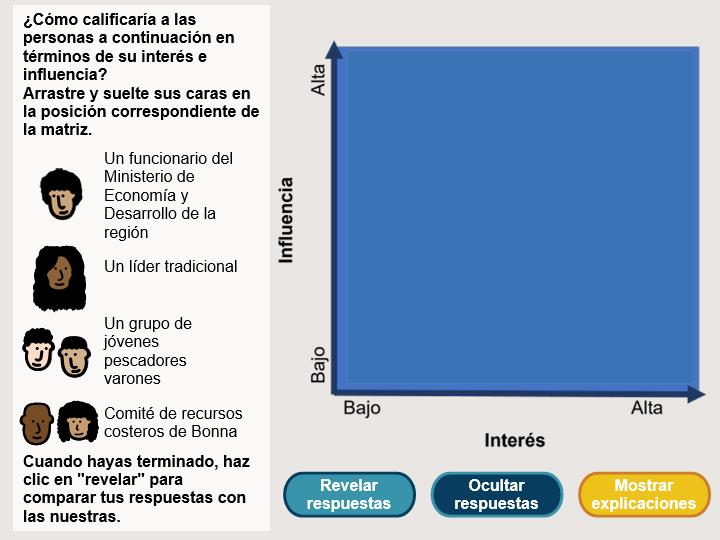 ¿Cómo calificaría a las
personas a continuación en
términos de su interés e
influencia?
Arrastre y suelte sus caras en
la posición correspondiente de
la matriz.
Un funcionario del
Ministerio de
Economía y
Desarrollo de la
región
Un líder tradicional
Un grupo de
jóvenes
pescadores
varones
Comité de recursos
costeros de Bonna
Cuando hayas terminado, haz
clic en "revelar" para
comparar tus respuestas con
las nuestras.
Alta
Influencia
Bajo
Bajo
Alta
Interés
Revelar
respuestas
Ocultar
respuestas
Mostrar
explicaciones